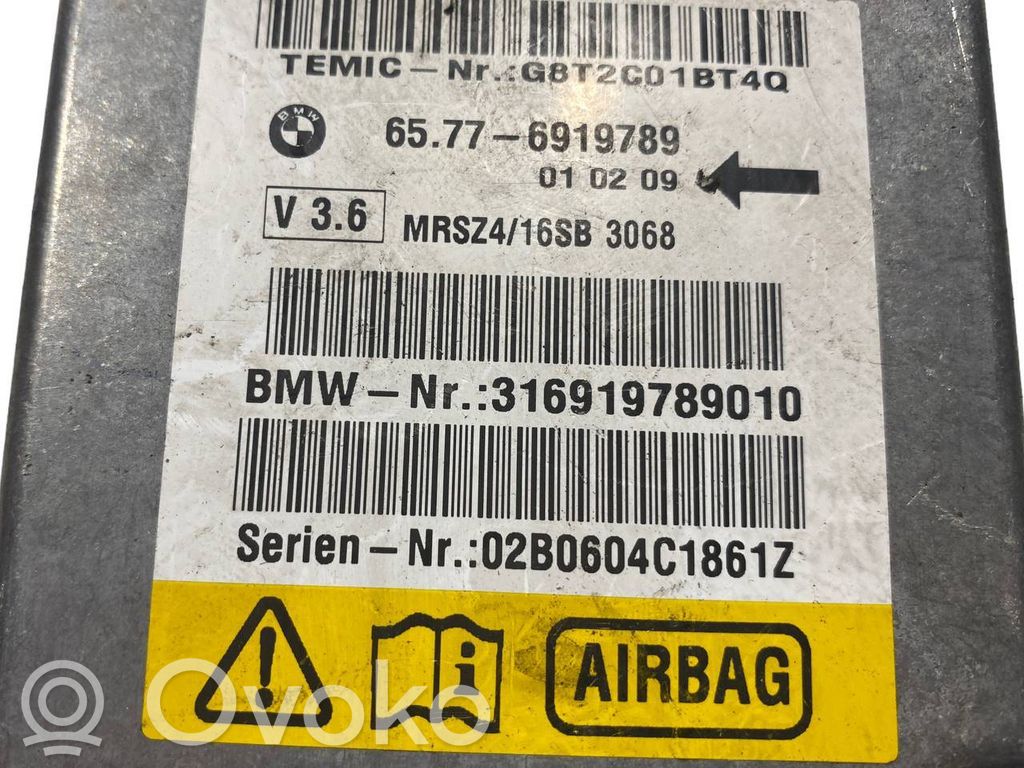 TEMIC-Nr.:G8T2C01BT4Q
BMW
65.77-6919789
01 02 09
V 3.6
MRSZ4/16SB 3068
BMW-Nr.:316919789010
Serien-Nr.:02B0604C1861Z
i
AIRBAG
Ovoko